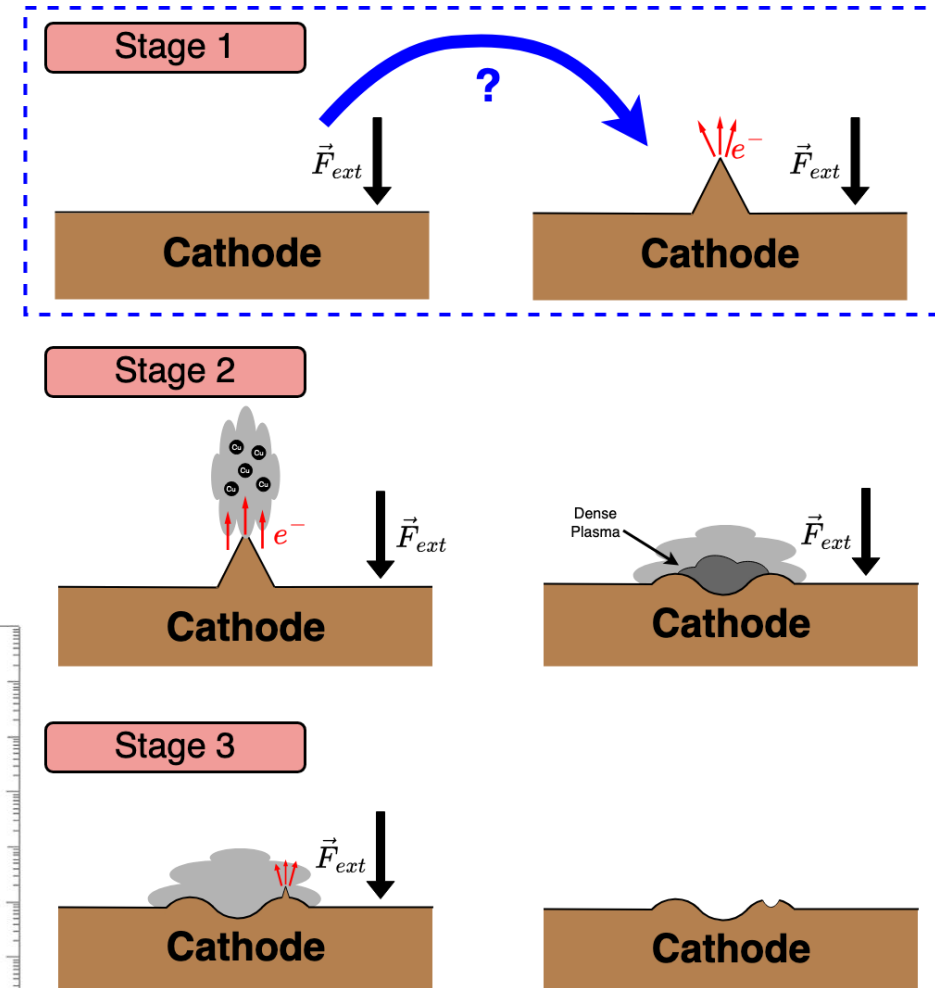 Stage 1
?
F⃗ext
e−
F⃗ext
Cathode
Cathode
Stage 2
Cu
Cu
Cu
Cu
Cu
e−
F⃗ext
Dense
Plasma
F⃗ext
Cathode
Cathode
Stage 3
F⃗ext
Cathode
Cathode